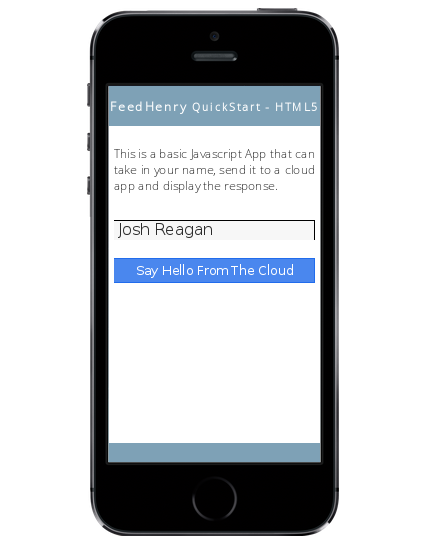 FeedHenry QuickStart - HTML5
This is a basic Javascript App that can
take in your name, send it to a cloud
app and display the response.
Josh Reagan
Say Hello From The Cloud